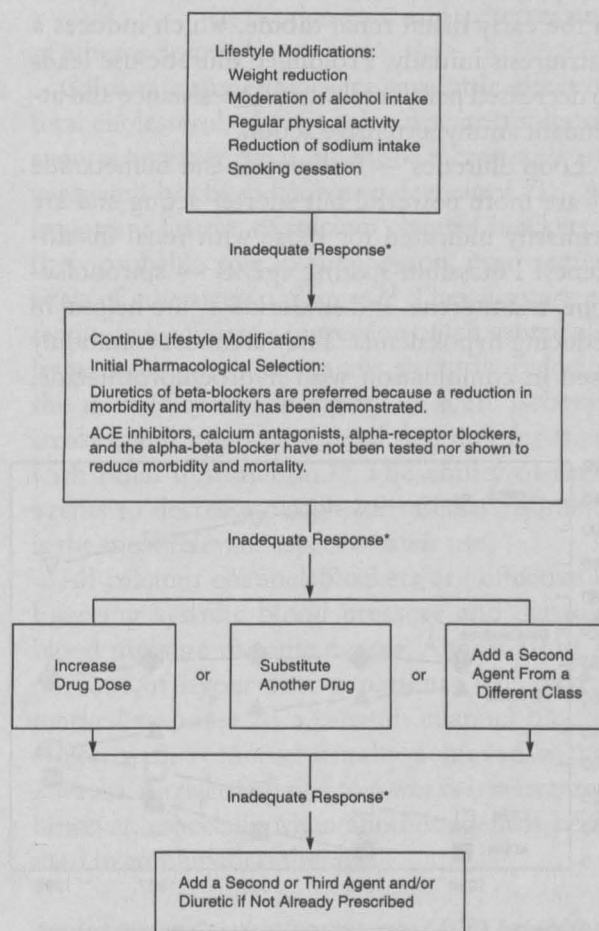 Lifestyle Modifications:
Weight reduction
Moderation of alcohol intake
Regular physical activity
Reduction of sodium intake
Smoking cessation
Inadequate Response*
Continue Lifestyle Modifications
Initial Pharmacological Selection:
Diuretics of beta-blockers are preferred because a reduction in
morbidity and mortality has been demonstrated.
ACE inhibitors, calcium antagonists, alpha-receptor blockers,
and the alpha-beta blocker have not been tested nor shown to
reduce morbidity and mortality.
Inadequate Response*
Increase
Drug Dose
or
Substitute
Another Drug
or
Add a Second
Agent From a
Different Class
Inadequate Response*
Add a Second or Third Agent and/or
Diuretic if Not Already Prescribed